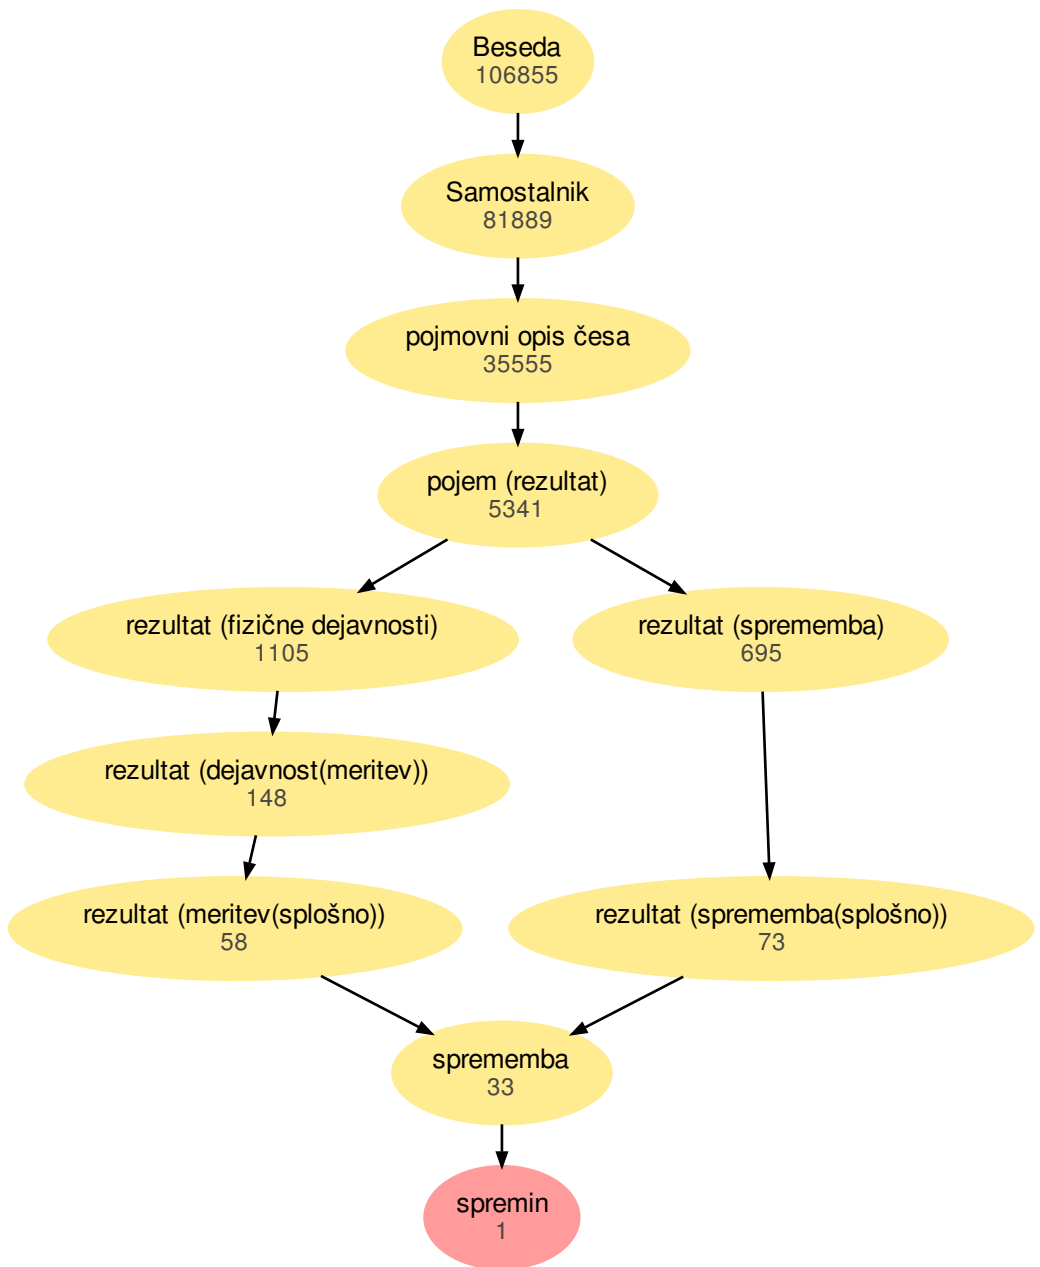 Beseda
106855
Samostalnik
81889
pojmovni opis česa
35555
pojem (rezultat)
5341
rezultat (fizične dejavnosti)
1105
rezultat (sprememba)
695
rezultat (dejavnost(meritev))
148
rezultat (meritev(splošno))
58
rezultat (sprememba(splošno))
73
sprememba
33
spremin
1